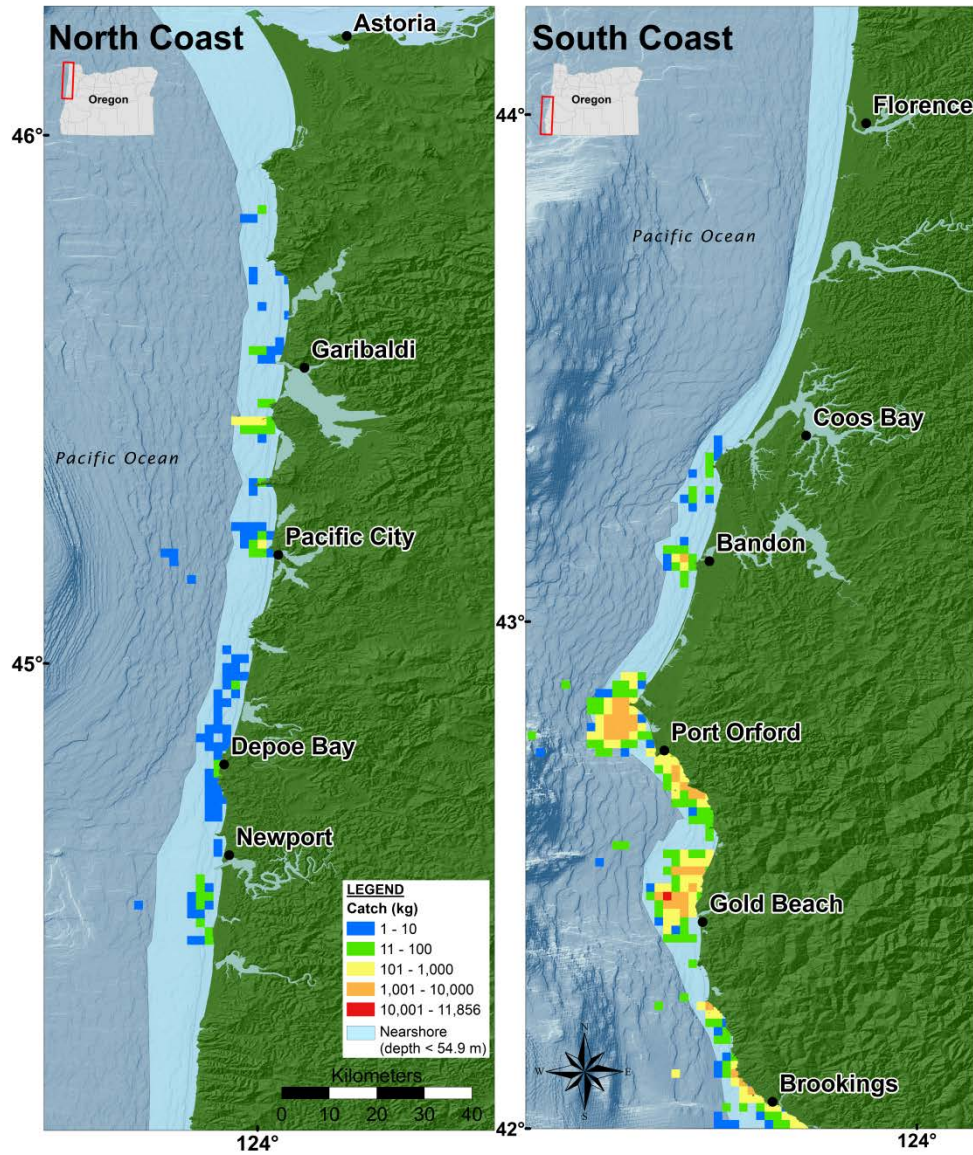 North Coast
Astoria
Oregon
46°
Garibaldi
Pacific Ocean
Pacific City
45°
Depoe Bay
Newport
LEGEND
Catch (kg)
1 - 10
11 - 100
101 - 1,000
1,001 - 10,000
10,001 - 11,856
Nearshore
(depth < 54.9 m)
Kilometers
0 10 20 30 40
124°
South Coast
Oregon
44°
Florence
Pacific Ocean
Coos Bay
Bandon
43°
Port Orford
Gold Beach
N
W E
S
Brookings
42°
124°